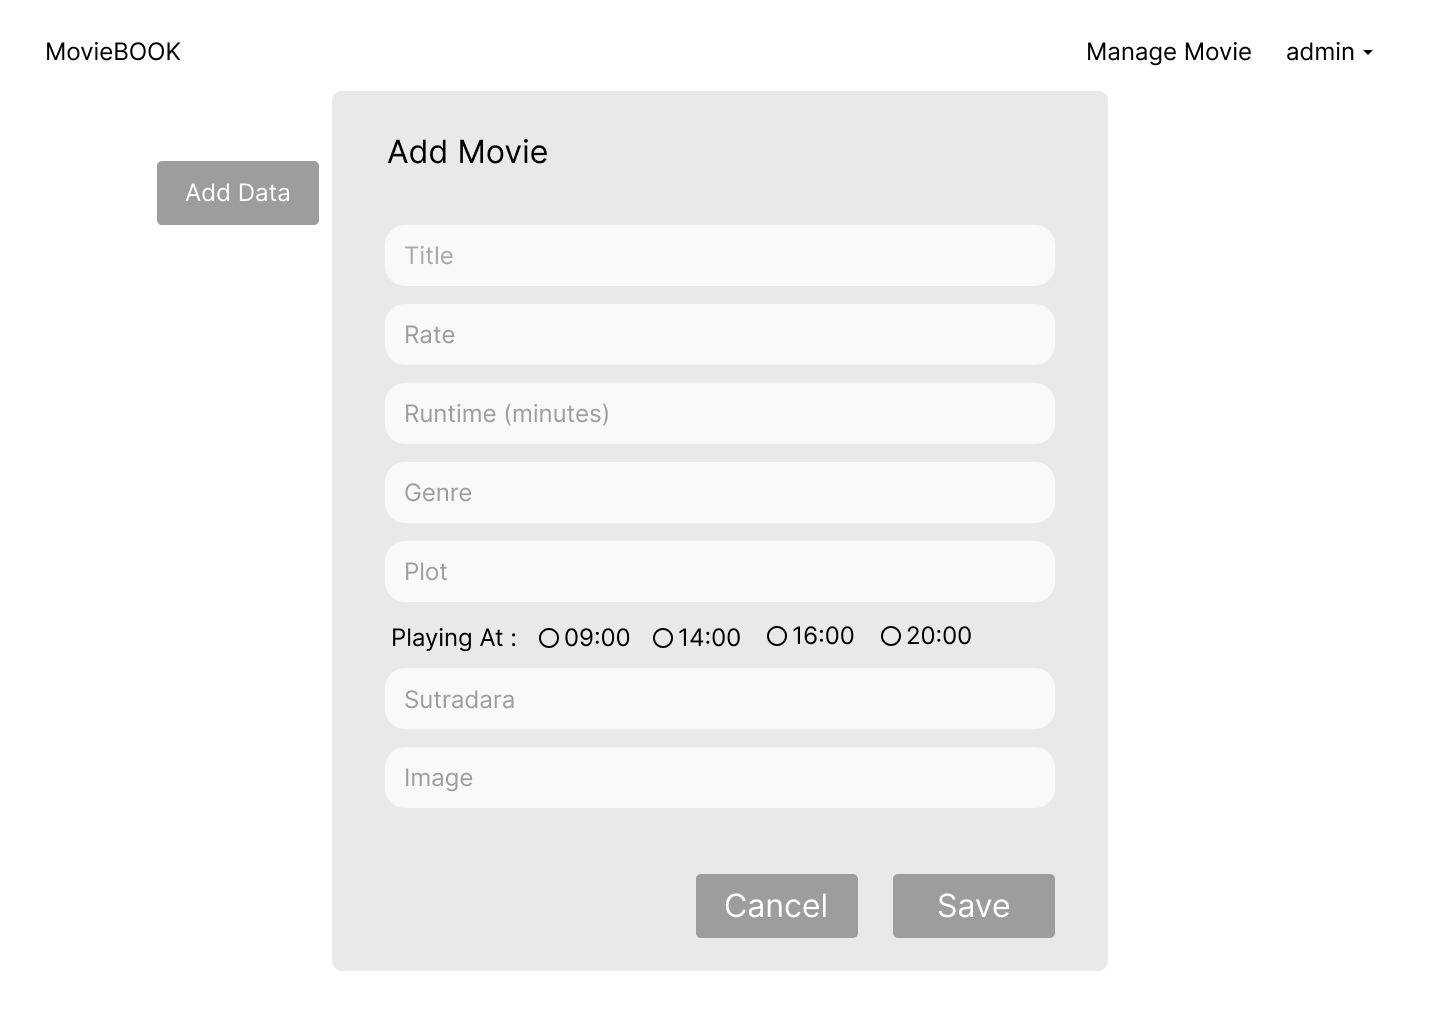 MovieBOOK
Manage Movie
admin
Add Data
Add Movie
Title
Rate
Runtime (minutes)
Genre
Plot
Playing At : 09:00 14:00 16:00 20:00
Sutradara
Image
Cancel
Save